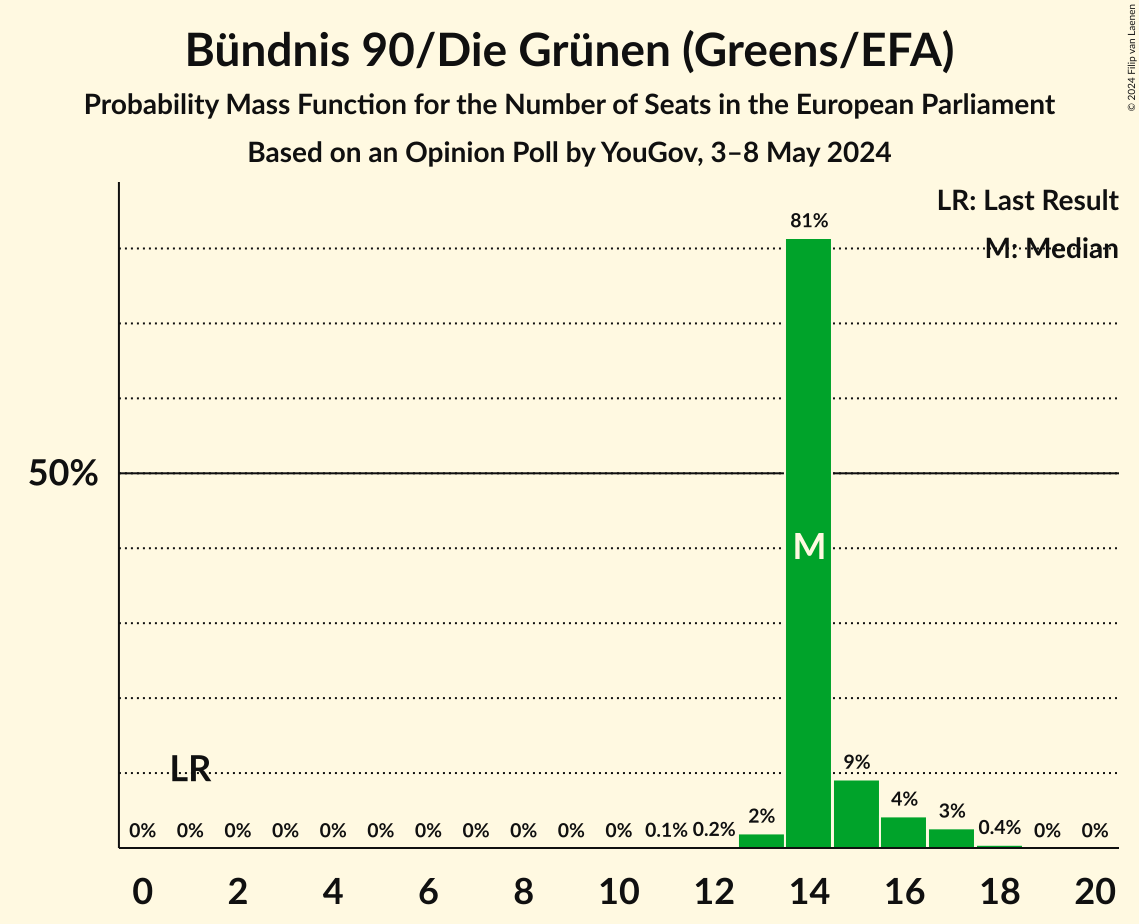 Bündnis 90/Die Grünen (Greens/EFA)
Probability Mass Function for the Number of Seats in the European Parliament
Based on an Opinion Poll by YouGov, 3–8 May 2024
© 2024 Filip van Laenen
LR: Last Result
M: Median
81%
50%
M
LR
9%
4%
3%
2%
0% 0% 0% 0% 0% 0% 0% 0% 0% 0% 0% 0.1% 0.2% 0.4% 0% 0%
0 2 4 6 8 10 12 14 16 18 20